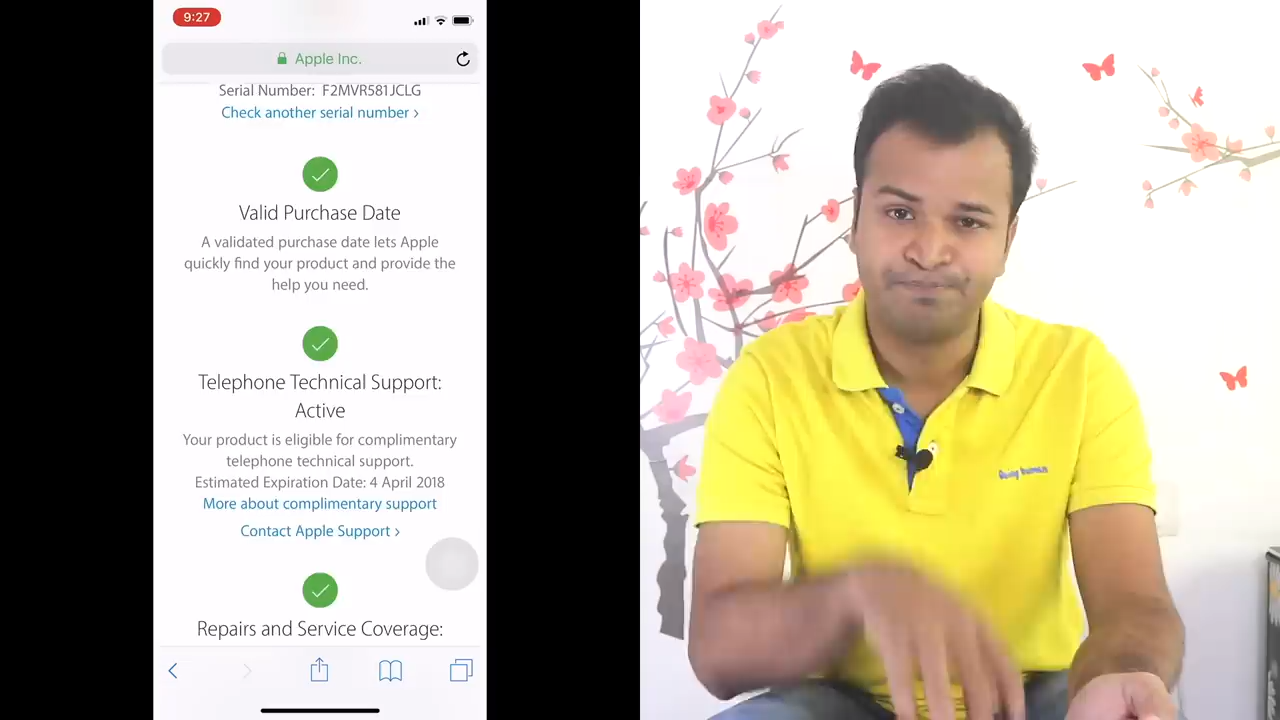 9:27
Apple Inc.
Serial Number: F2MVR581JCLG
Check another serial number >
Valid Purchase Date
A validated purchase date lets Apple
quickly find your product and provide the
help you need.
Telephone Technical Support:
Active
Your product is eligible for complimentary
telephone technical support.
Estimated Expiration Date: 4 April 2018
More about complimentary support
Contact Apple Support >
Repairs and Service Coverage:
Being Human